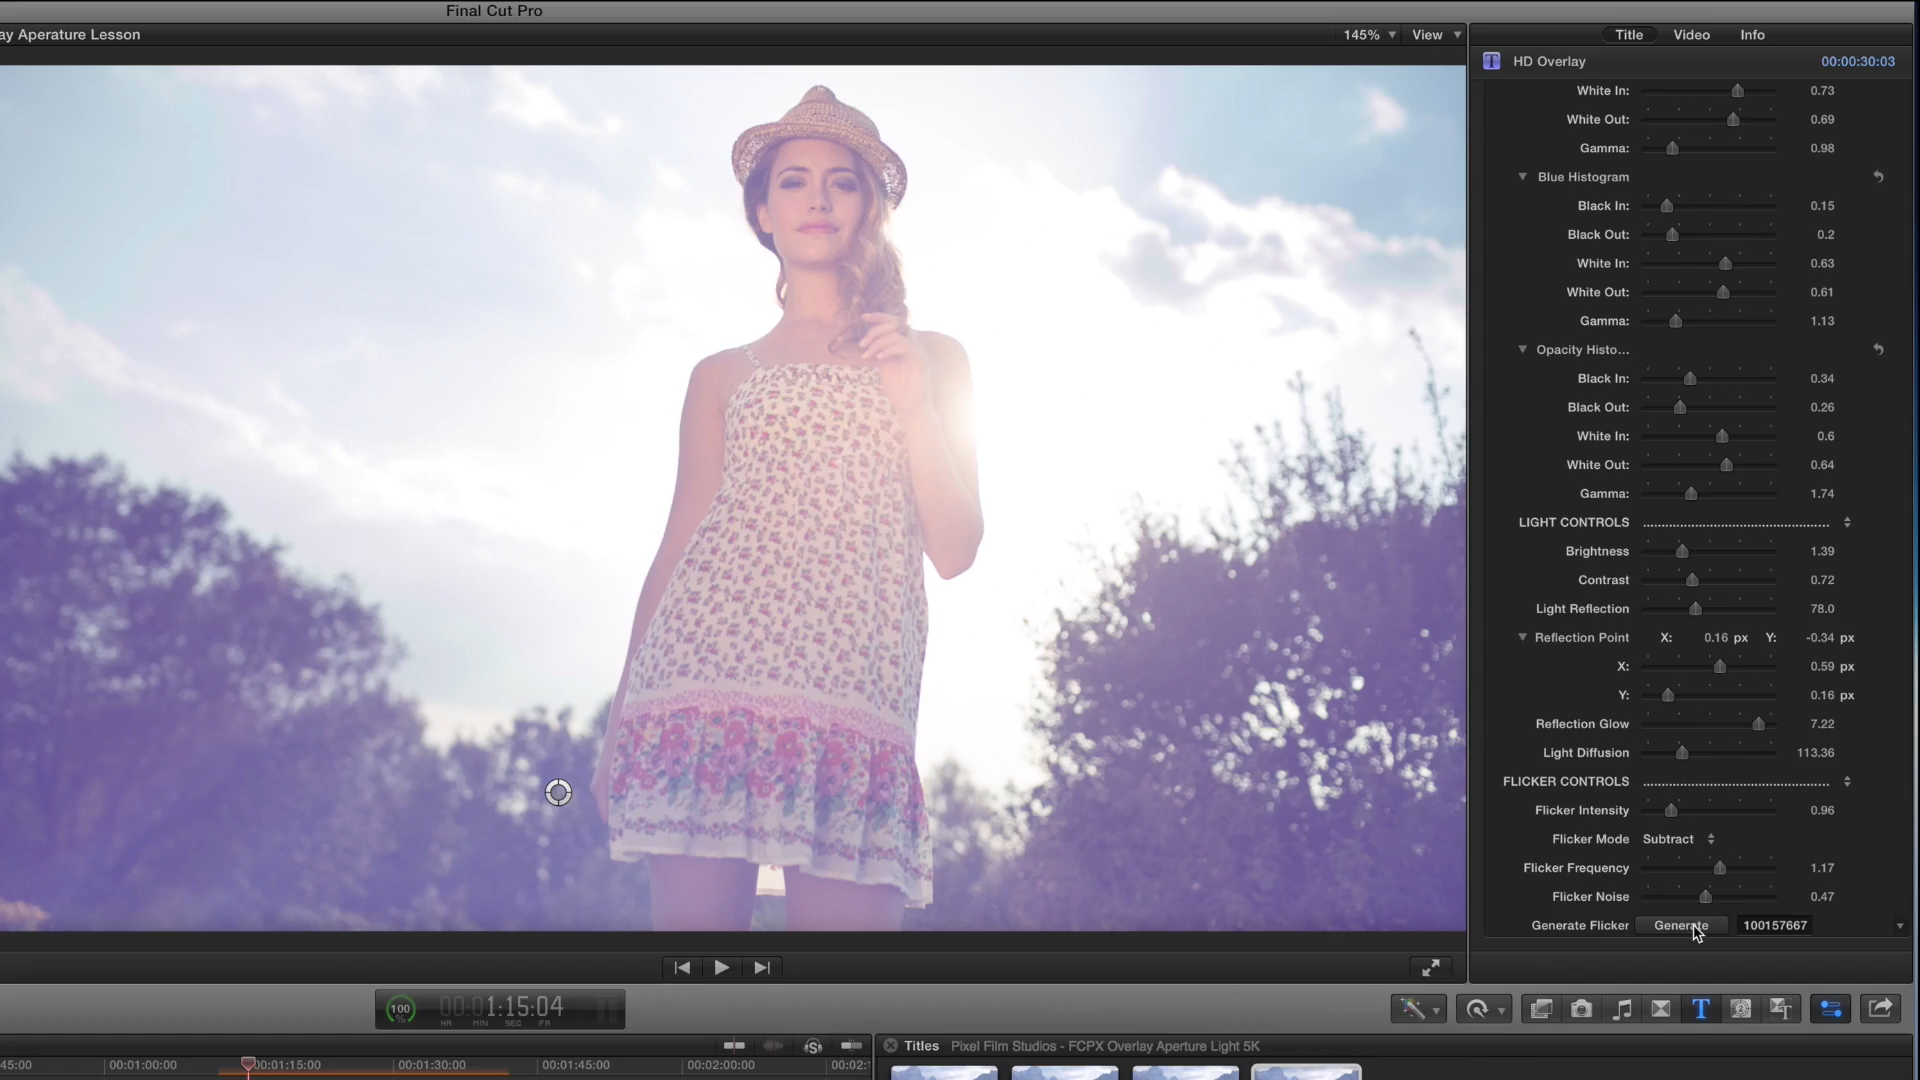 Final Cut Pro
ay Aperature Lesson
145% View
Title Video Info
HD Overlay 00:00:30:03
White In: 0.73
White Out: 0.69
Gamma: 0.98
Blue Histogram
Black In: 0.15
Black Out: 0.2
White In: 0.63
White Out: 0.61
Gamma: 1.13
Opacity Histo...
Black In: 0.34
Black Out: 0.26
White In: 0.6
White Out: 0.64
Gamma: 1.74
LIGHT CONTROLS
Brightness 1.39
Contrast 0.72
Light Reflection 78.0
Reflection Point X: 0.16 px Y: -0.34 px
X: 0.59 px
Y: 0.16 px
Reflection Glow 7.22
Light Diffusion 113.36
FLICKER CONTROLS
Flicker Intensity 0.96
Flicker Mode Subtract
Flicker Frequency 1.17
Flicker Noise 0.47
Generate Flicker Generate 100157667
100 % 00:01:15:04
HR MIN SEC FR
Titles Pixel Film Studios - FCPX Overlay Aperture Light 5K
45:00 00:01:00:00 00:01:15:00 00:01:30:00 00:01:45:00 00:02:00:00 00:02: